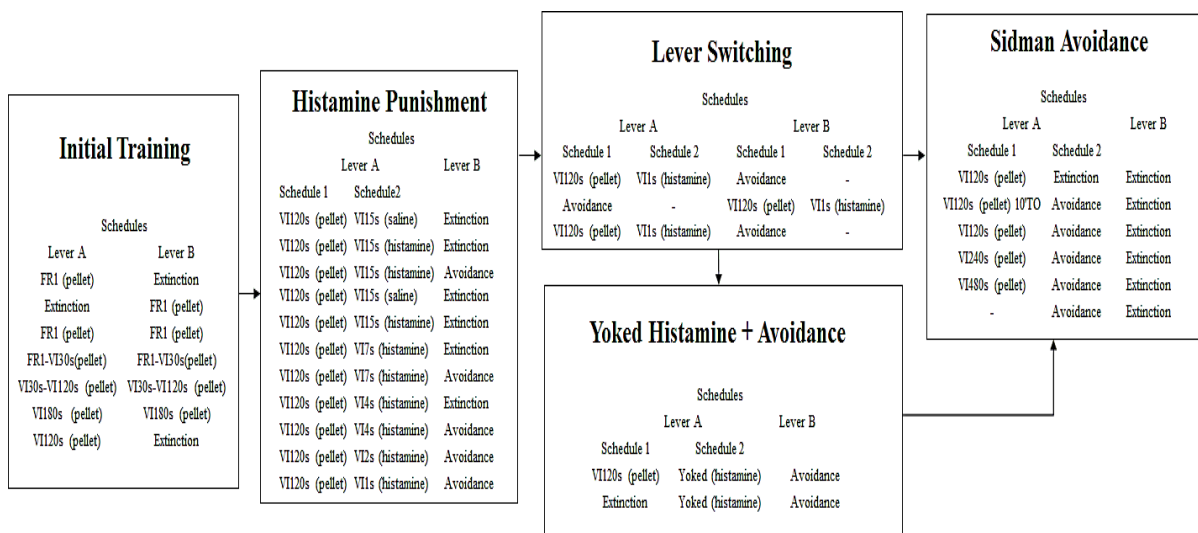 Initial Training
Schedules
Lever A Lever B
FR1 (pellet) Extinction
Extinction FR1 (pellet)
FR1 (pellet) FR1 (pellet)
FR1-VI30s(pellet) FR1-VI30s(pellet)
VI30s-VI120s (pellet) VI30s-VI120s (pellet)
VI180s (pellet) VI180s (pellet)
VI120s (pellet) Extinction
Histamine Punishment
Schedules
Lever A Lever B
Schedule 1 Schedule2
VI120s (pellet) VI15s (saline) Extinction
VI120s (pellet) VI15s (histamine) Extinction
VI120s (pellet) VI15s (histamine) Avoidance
VI120s (pellet) VI15s (saline) Extinction
VI120s (pellet) VI15s (histamine) Extinction
VI120s (pellet) VI7s (histamine) Extinction
VI120s (pellet) VI7s (histamine) Avoidance
VI120s (pellet) VI4s (histamine) Extinction
VI120s (pellet) VI4s (histamine) Avoidance
VI120s (pellet) VI2s (histamine) Avoidance
VI120s (pellet) VI1s (histamine) Avoidance
Lever Switching
Schedules
Lever A Lever B
Schedule 1 Schedule 2 Schedule 1 Schedule 2
VI120s (pellet) VI1s (histamine) Avoidance -
Avoidance - VI120s (pellet) VI1s (histamine)
VI120s (pellet) VI1s (histamine) Avoidance -
Yoked Histamine + Avoidance
Schedules
Lever A Lever B
Schedule 1 Schedule 2
VI120s (pellet) Yoked (histamine) Avoidance
Extinction Yoked (histamine) Avoidance
Sidman Avoidance
Schedules
Lever A Lever B
Schedule 1 Schedule 2
VI120s (pellet) Extinction Extinction
VI120s (pellet) 10'TO Avoidance Extinction
VI120s (pellet) Avoidance Extinction
VI240s (pellet) Avoidance Extinction
VI480s (pellet) Avoidance Extinction
- Avoidance Extinction